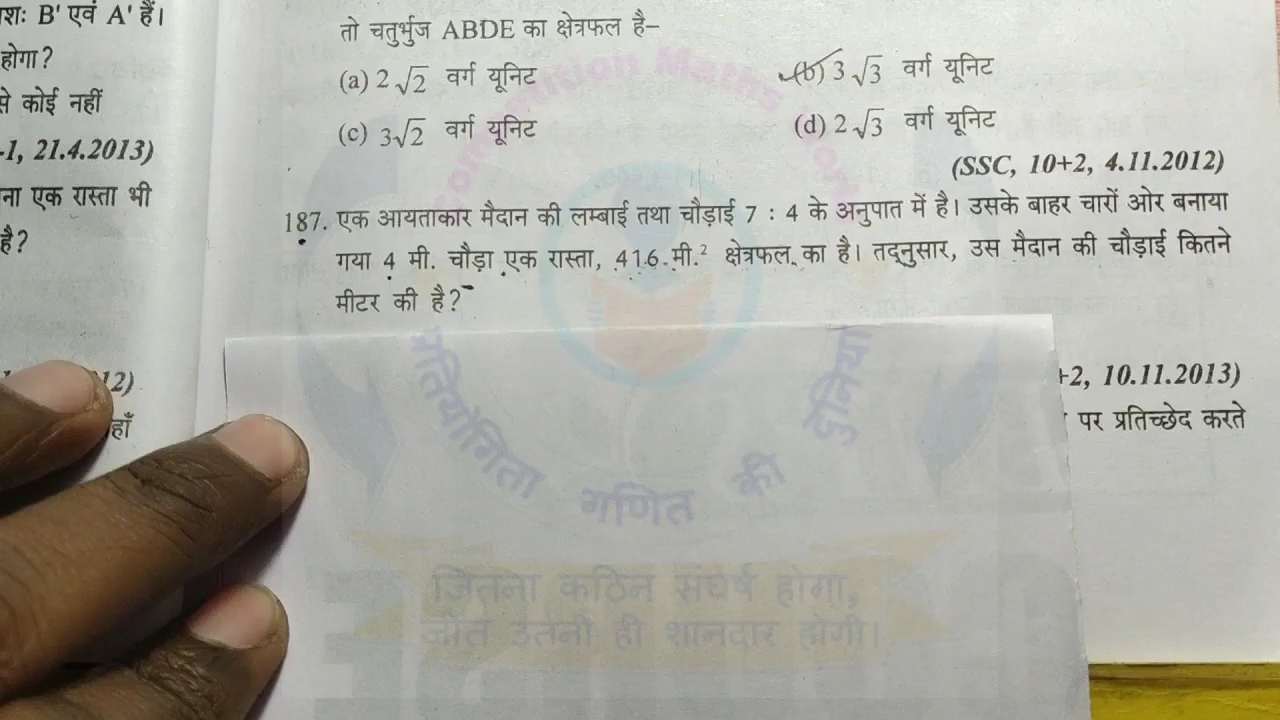 शः B' एवं A' हैं।
होगा?
से कोई नहीं
-1, 21.4.2013)
ना एक रास्ता भी
है?
12)
हाँ
तो चतुर्भुज ABDE का क्षेत्रफल है–
(a) 2√2 वर्ग यूनिट (b) 3√3 वर्ग यूनिट
(c) 3√2 वर्ग यूनिट (d) 2√3 वर्ग यूनिट
(SSC, 10+2, 4.11.2012)
187. एक आयताकार मैदान की लम्बाई तथा चौड़ाई 7 : 4 के अनुपात में है। उसके बाहर चारों ओर बनाया
गया 4 मी. चौड़ा एक रास्ता, 416 मी.² क्षेत्रफल का है। तद्नुसार, उस मैदान की चौड़ाई कितने
मीटर की है?
+2, 10.11.2013)
पर प्रतिच्छेद करते
Competition Maths
प्रतियोगिता गणित की दुनिया
जितना कठिन संघर्ष होगा,
जीत उतनी ही शानदार होगी।